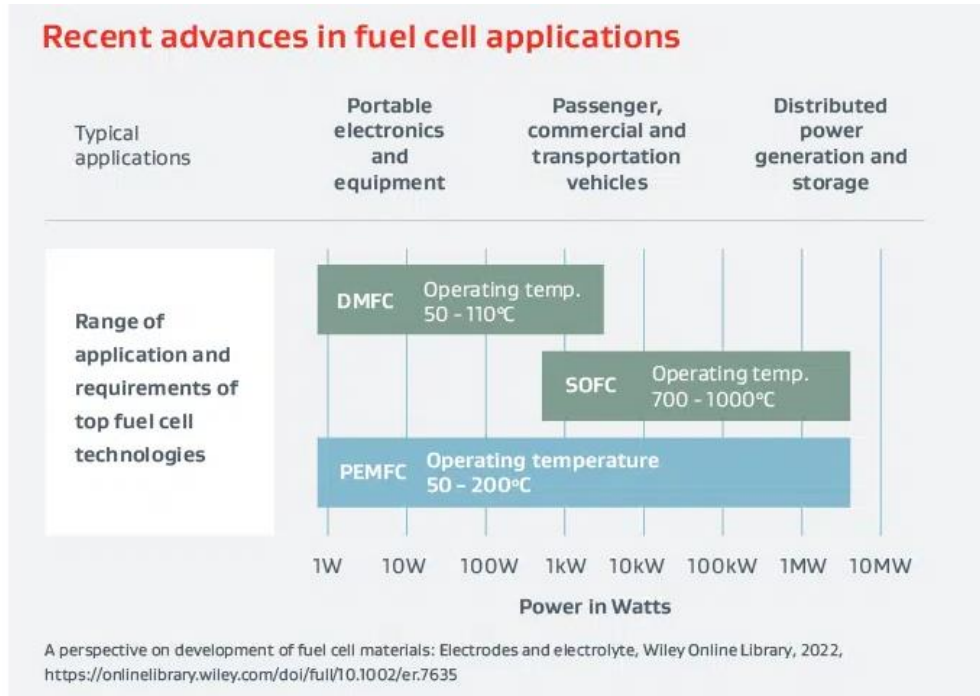 Recent advances in fuel cell applications
Typical
applications
Portable
electronics
and
equipment
Passenger,
commercial and
transportation
vehicles
Distributed
power
generation and
storage
Range of
application and
requirements of
top fuel cell
technologies
DMFC
Operating temp.
50 - 110°C
SOFC
Operating temp.
700 - 1000°C
PEMFC
Operating temperature
50 - 200°C
1W 10W 100W 1kW 10kW 100kW 1MW 10MW
Power in Watts
A perspective on development of fuel cell materials: Electrodes and electrolyte, Wiley Online Library, 2022,
https://onlinelibrary.wiley.com/doi/full/10.1002/er.7635